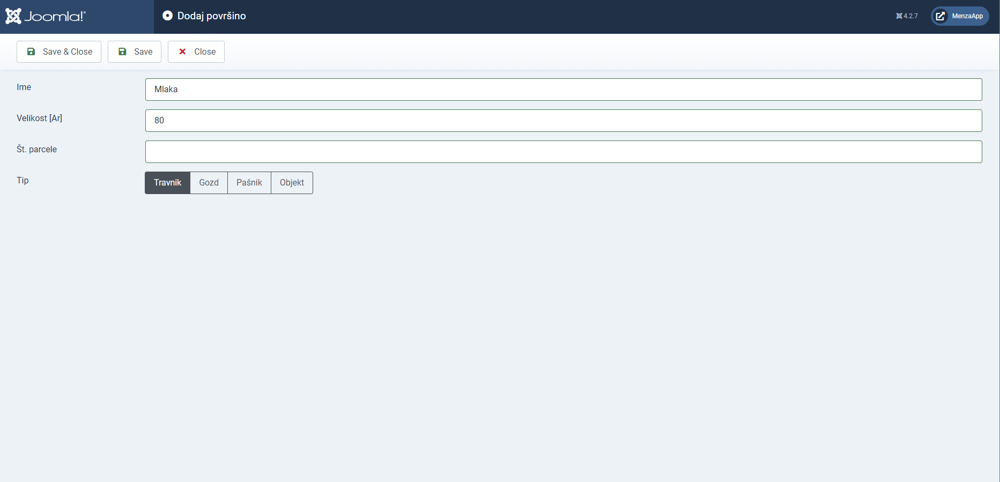 Joomla!® Dodaj površino 4.2.7 MenzaApp
Save & Close Save Close
Ime Mlaka
Velikost [Ar] 80
Št. parcele
Tip Travnik Gozd Pašnik Objekt